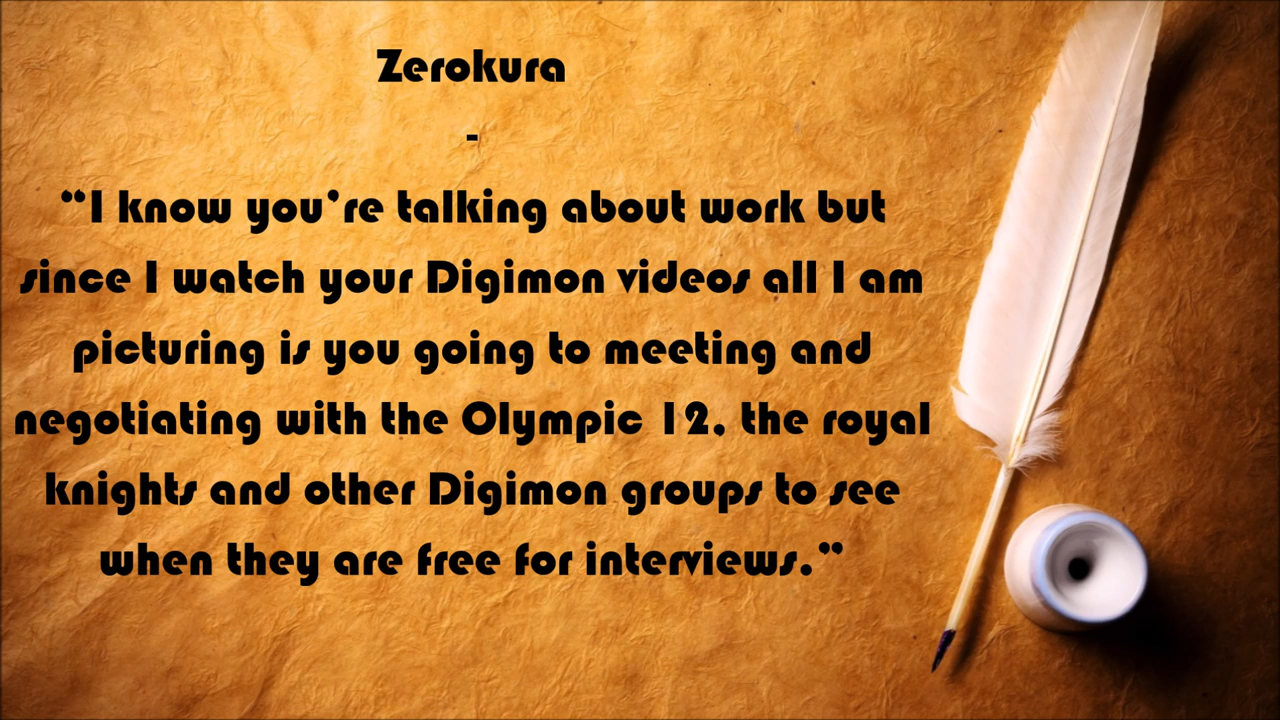 Zerokura
-
“I know you’re talking about work but
since I watch your Digimon videos all I am
picturing is you going to meeting and
negotiating with the Olympic 12, the royal
knights and other Digimon groups to see
when they are free for interviews.”